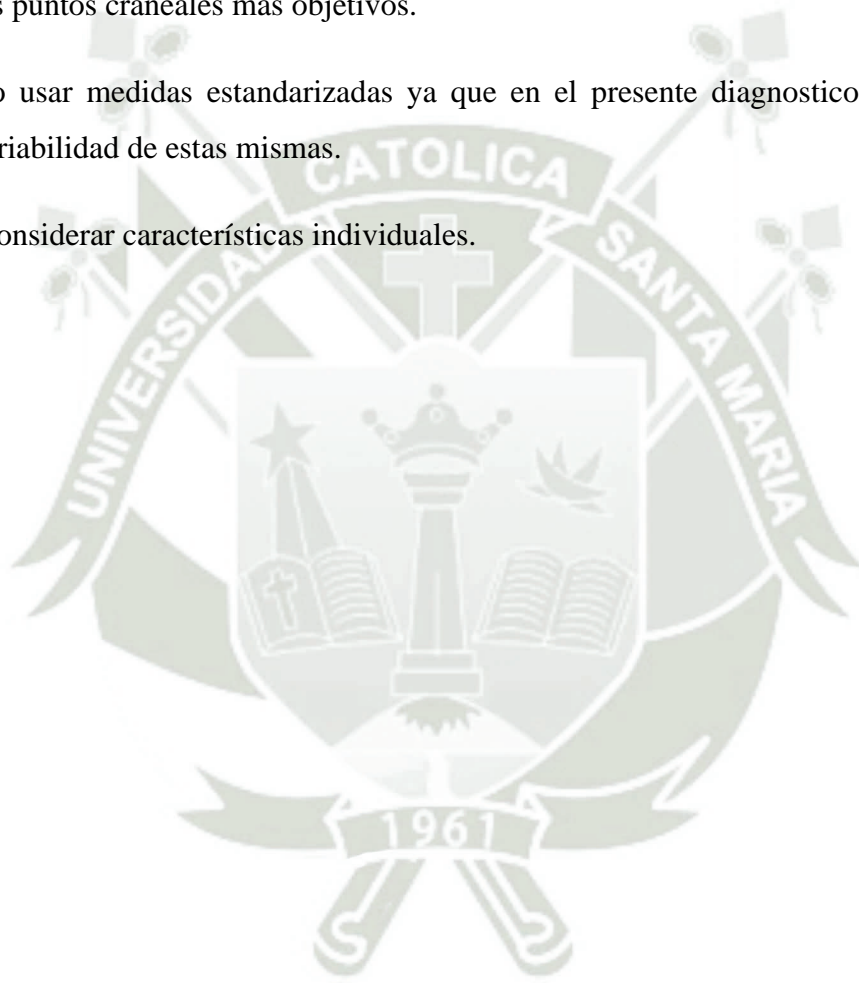 s puntos craneales más objetivos.
o usar medidas estandarizadas ya que en el presente diagnostico
riabilidad de estas mismas.
onsiderar características individuales.
UNIVERSIDAD CATOLICA SANTA MARIA
1961